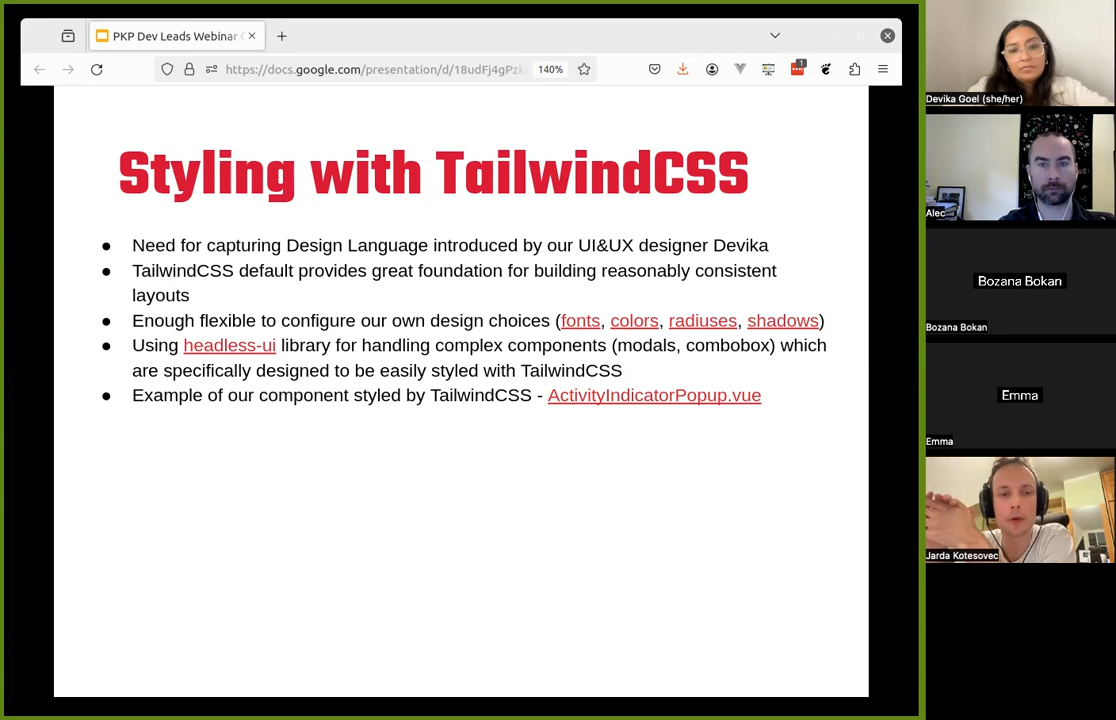 PKP Dev Leads Webinar
https://docs.google.com/presentation/d/18udFj4gPzk
140%
1
Styling with TailwindCSS
● Need for capturing Design Language introduced by our UI&UX designer Devika
● TailwindCSS default provides great foundation for building reasonably consistent
layouts
● Enough flexible to configure our own design choices (fonts, colors, radiuses, shadows)
● Using headless-ui library for handling complex components (modals, combobox) which
are specifically designed to be easily styled with TailwindCSS
● Example of our component styled by TailwindCSS - ActivityIndicatorPopup.vue
Devika Goel (she/her)
Alec
Bozana Bokan
Bozana Bokan
Emma
Emma
Jarda Kotesovec